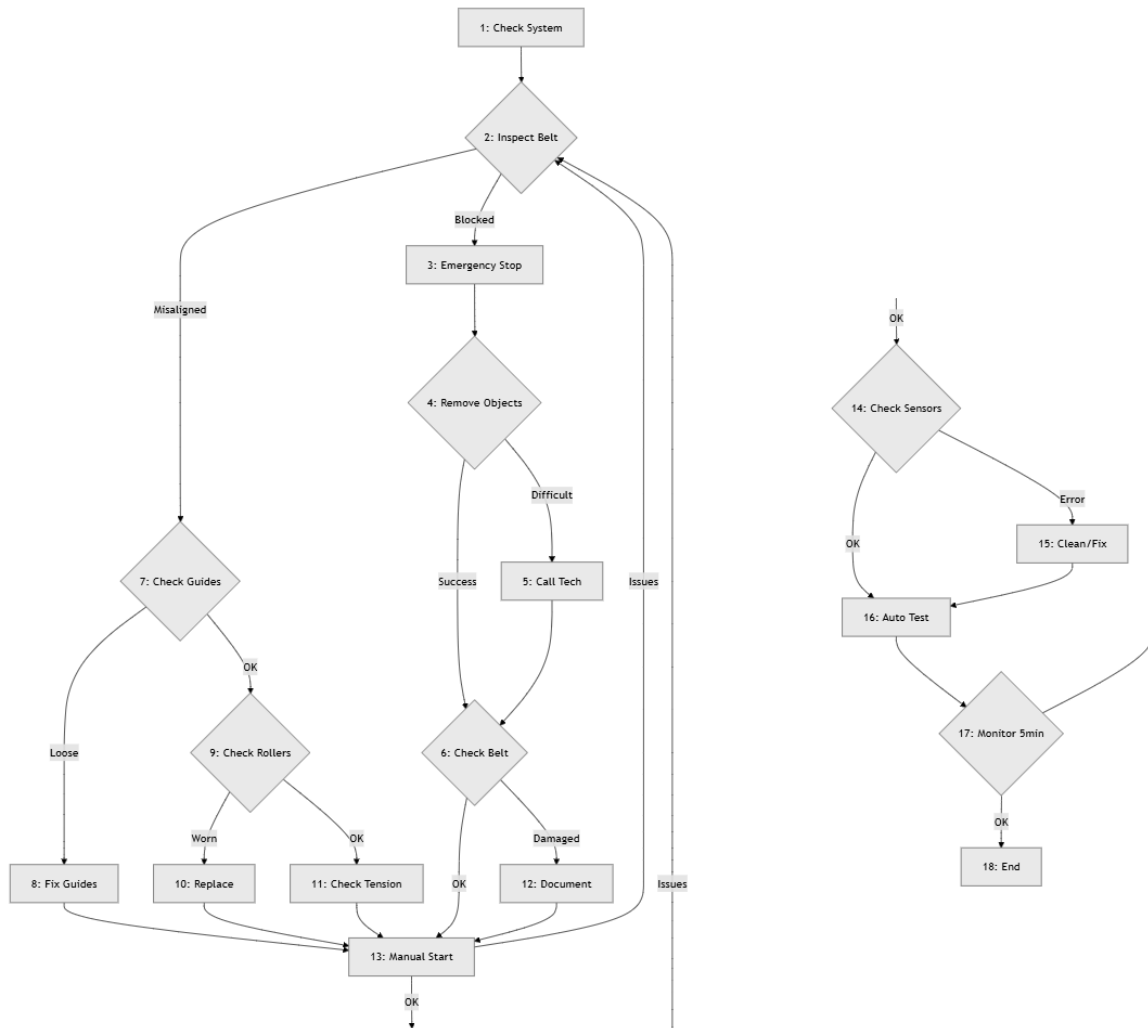 1: Check System
2: Inspect Belt
Blocked
3: Emergency Stop
Misaligned
OK
4: Remove Objects
14: Check Sensors
Difficult
Error
OK
15: Clean/Fix
7: Check Guides
Success
5: Call Tech
Issues
16: Auto Test
OK
17: Monitor 5min
Loose
9: Check Rollers
6: Check Belt
OK
Worn
OK
Damaged
18: End
8: Fix Guides
10: Replace
11: Check Tension
OK
12: Document
Issues
13: Manual Start
OK